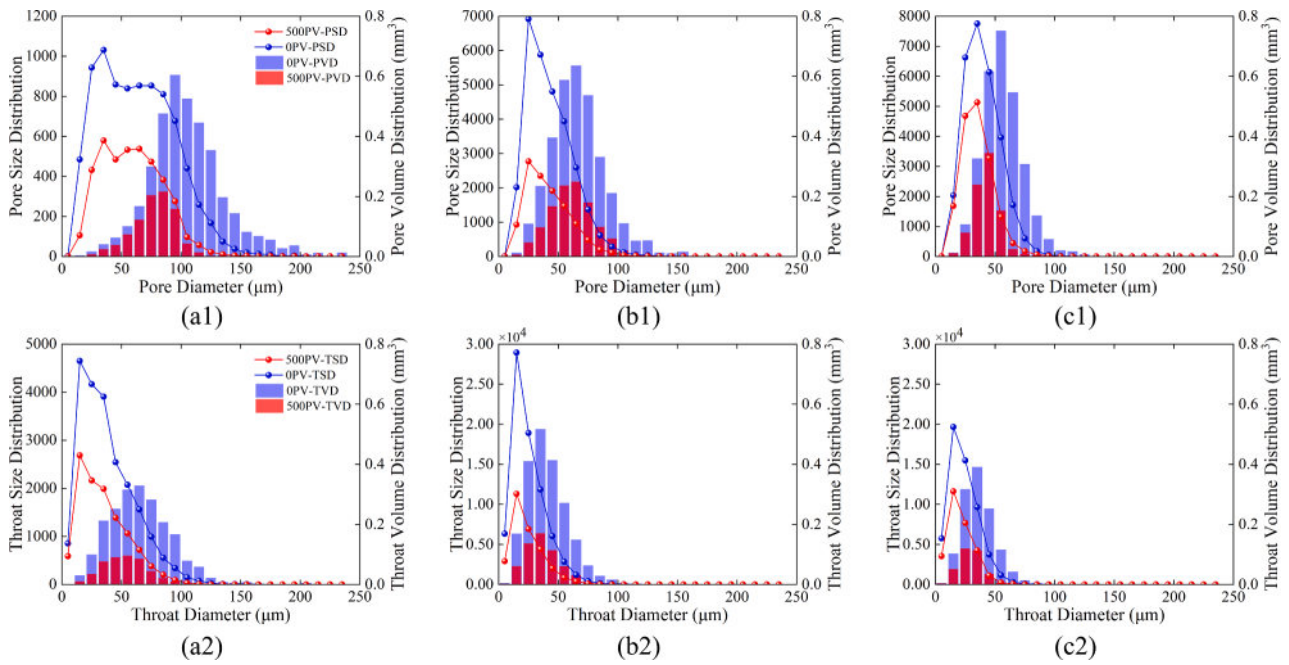 1200
1000
800
600
400
200
0
Pore Size Distribution
500PV-PSD
0PV-PSD
0PV-PVD
500PV-PVD
0.8
0.6
0.4
0.2
0.0
Pore Volume Distribution (mm³)
0 50 100 150 200 250
Pore Diameter (μm)
(a1)
7000
6000
5000
4000
3000
2000
1000
0
Pore Size Distribution
0.8
0.6
0.4
0.2
0.0
Pore Volume Distribution (mm³)
0 50 100 150 200 250
Pore Diameter (μm)
(b1)
8000
7000
6000
5000
4000
3000
2000
1000
0
Pore Size Distribution
0.8
0.6
0.4
0.2
0.0
Pore Volume Distribution (mm³)
0 50 100 150 200 250
Pore Diameter (μm)
(c1)
5000
4000
3000
2000
1000
0
Throat Size Distribution
500PV-TSD
0PV-TSD
0PV-TVD
500PV-TVD
0.8
0.6
0.4
0.2
0.0
Throat Volume Distribution (mm³)
0 50 100 150 200 250
Throat Diameter (μm)
(a2)
×10⁴
3.00
2.50
2.00
1.50
1.00
0.50
0.00
Throat Size Distribution
0.8
0.6
0.4
0.2
0.0
Throat Volume Distribution (mm³)
0 50 100 150 200 250
Throat Diameter (μm)
(b2)
×10⁴
3.00
2.50
2.00
1.50
1.00
0.50
0.00
Throat Size Distribution
0.8
0.6
0.4
0.2
0.0
Throat Volume Distribution (mm³)
0 50 100 150 200 250
Throat Diameter (μm)
(c2)